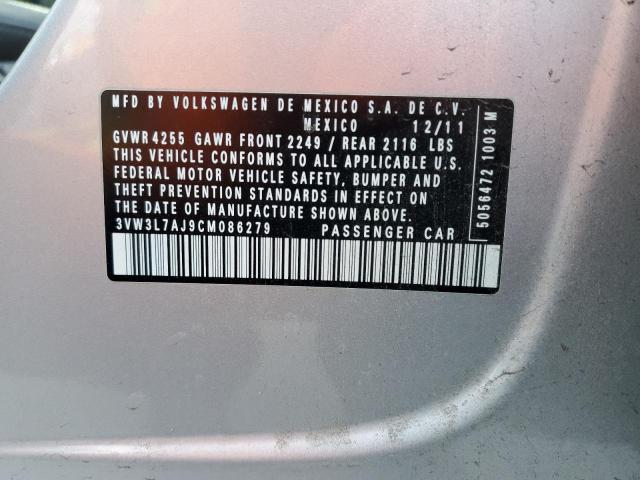 MFD BY VOLKSWAGEN DE MEXICO S.A. DE C.V.
MEXICO 12/11
GVWR 4255 GAWR FRONT 2249 / REAR 2116 LBS
THIS VEHICLE CONFORMS TO ALL APPLICABLE U.S.
FEDERAL MOTOR VEHICLE SAFETY, BUMPER AND
THEFT PREVENTION STANDARDS IN EFFECT ON
THE DATE OF MANUFACTURE SHOWN ABOVE.
3VW3L7AJ9CM086279 PASSENGER CAR
5056472 1003 M